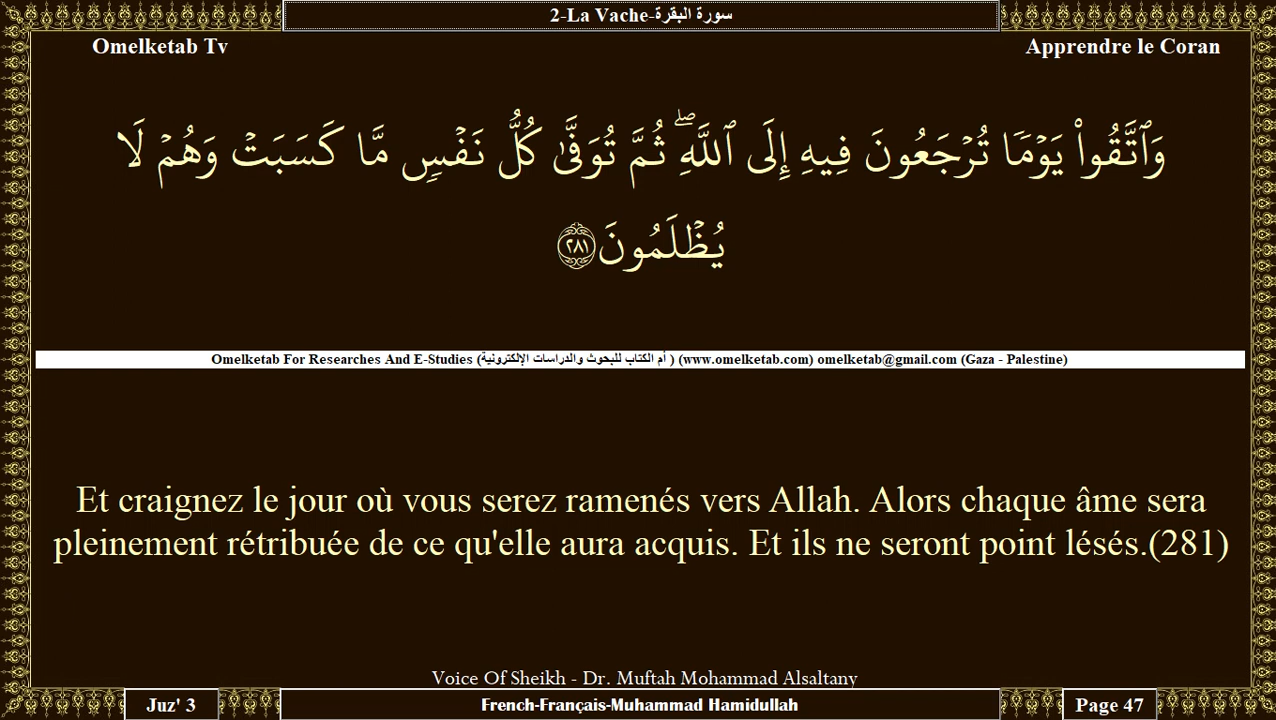 2-La Vache-سورة البقرة
Omelketab Tv
Apprendre le Coran
وَٱتَّقُوا۟ يَوْمًۭا تُرْجَعُونَ فِيهِ إِلَى ٱللَّهِ ۖ ثُمَّ تُوَفَّىٰ كُلُّ نَفْسٍۢ مَّا كَسَبَتْ وَهُمْ لَا
يُظْلَمُونَ ٢٨١
Omelketab For Researches And E-Studies (أم الكتاب للبحوث والدراسات الإلكترونية ) (www.omelketab.com) omelketab@gmail.com (Gaza - Palestine)
Et craignez le jour où vous serez ramenés vers Allah. Alors chaque âme sera
pleinement rétribuée de ce qu'elle aura acquis. Et ils ne seront point lésés.(281)
Voice Of Sheikh - Dr. Muftah Mohammad Alsaltany
Juz' 3
French-Français-Muhammad Hamidullah
Page 47